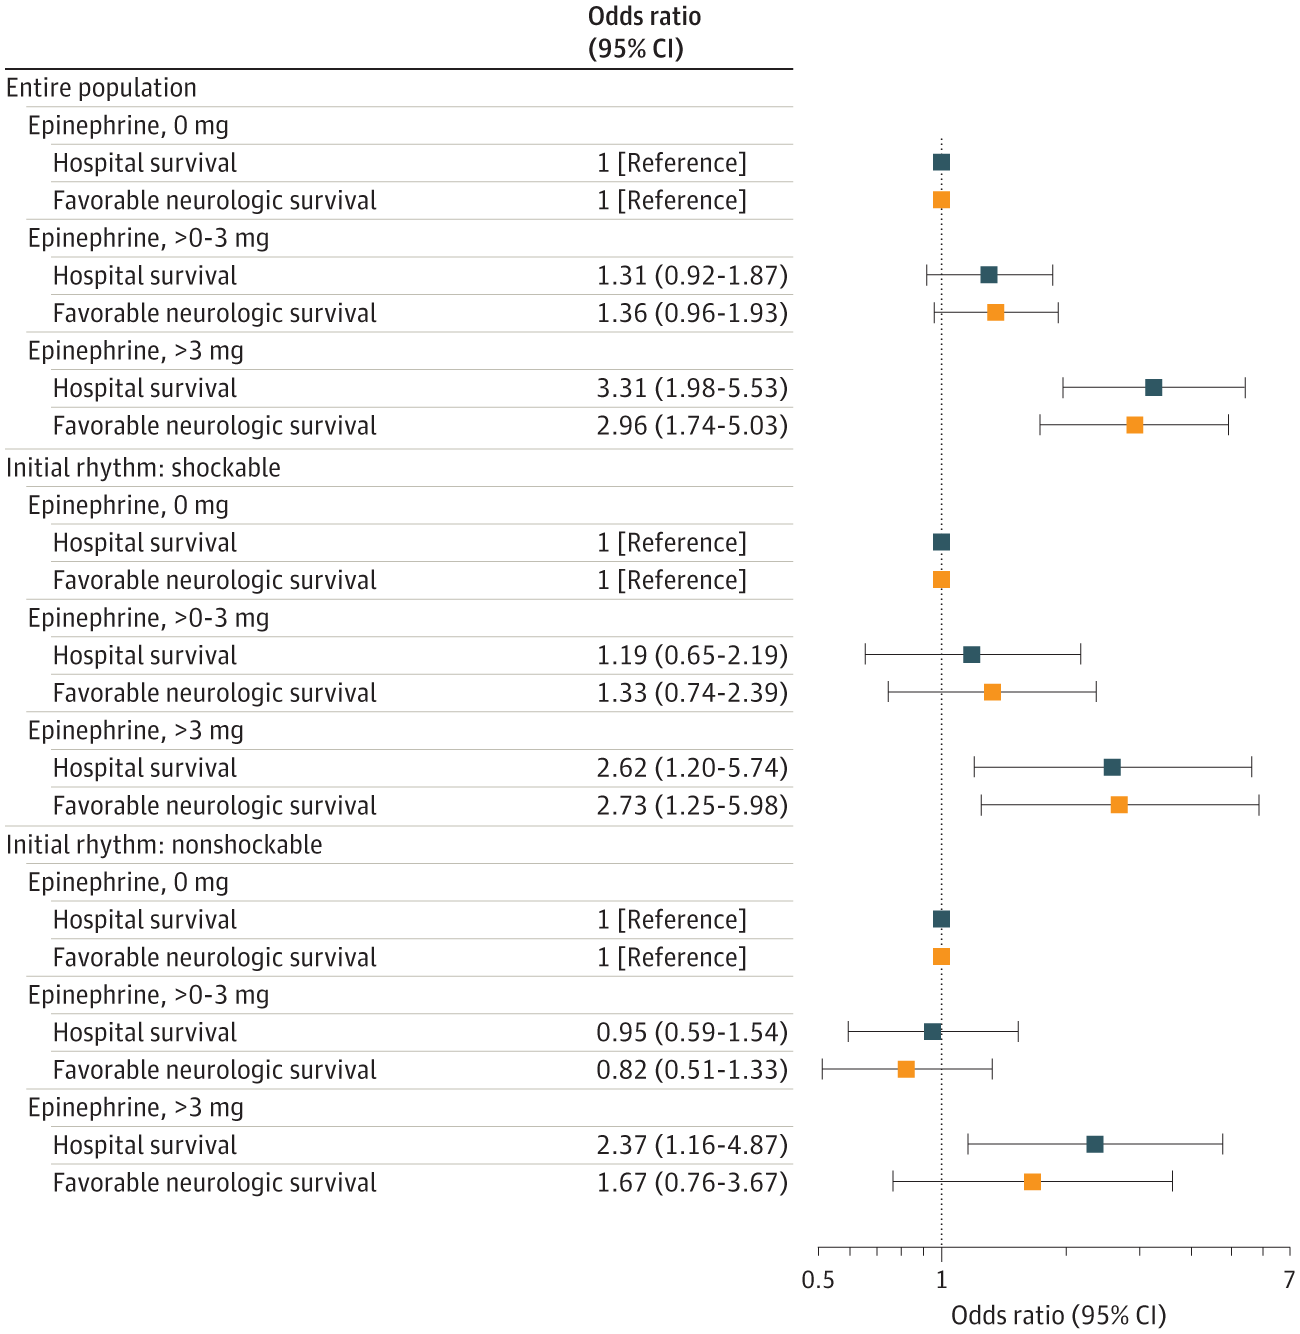 Odds ratio
(95% CI)
Entire population
Epinephrine, 0 mg
Hospital survival 1 [Reference]
Favorable neurologic survival 1 [Reference]
Epinephrine, >0-3 mg
Hospital survival 1.31 (0.92-1.87)
Favorable neurologic survival 1.36 (0.96-1.93)
Epinephrine, >3 mg
Hospital survival 3.31 (1.98-5.53)
Favorable neurologic survival 2.96 (1.74-5.03)
Initial rhythm: shockable
Epinephrine, 0 mg
Hospital survival 1 [Reference]
Favorable neurologic survival 1 [Reference]
Epinephrine, >0-3 mg
Hospital survival 1.19 (0.65-2.19)
Favorable neurologic survival 1.33 (0.74-2.39)
Epinephrine, >3 mg
Hospital survival 2.62 (1.20-5.74)
Favorable neurologic survival 2.73 (1.25-5.98)
Initial rhythm: nonshockable
Epinephrine, 0 mg
Hospital survival 1 [Reference]
Favorable neurologic survival 1 [Reference]
Epinephrine, >0-3 mg
Hospital survival 0.95 (0.59-1.54)
Favorable neurologic survival 0.82 (0.51-1.33)
Epinephrine, >3 mg
Hospital survival 2.37 (1.16-4.87)
Favorable neurologic survival 1.67 (0.76-3.67)
0.5 1 7
Odds ratio (95% CI)